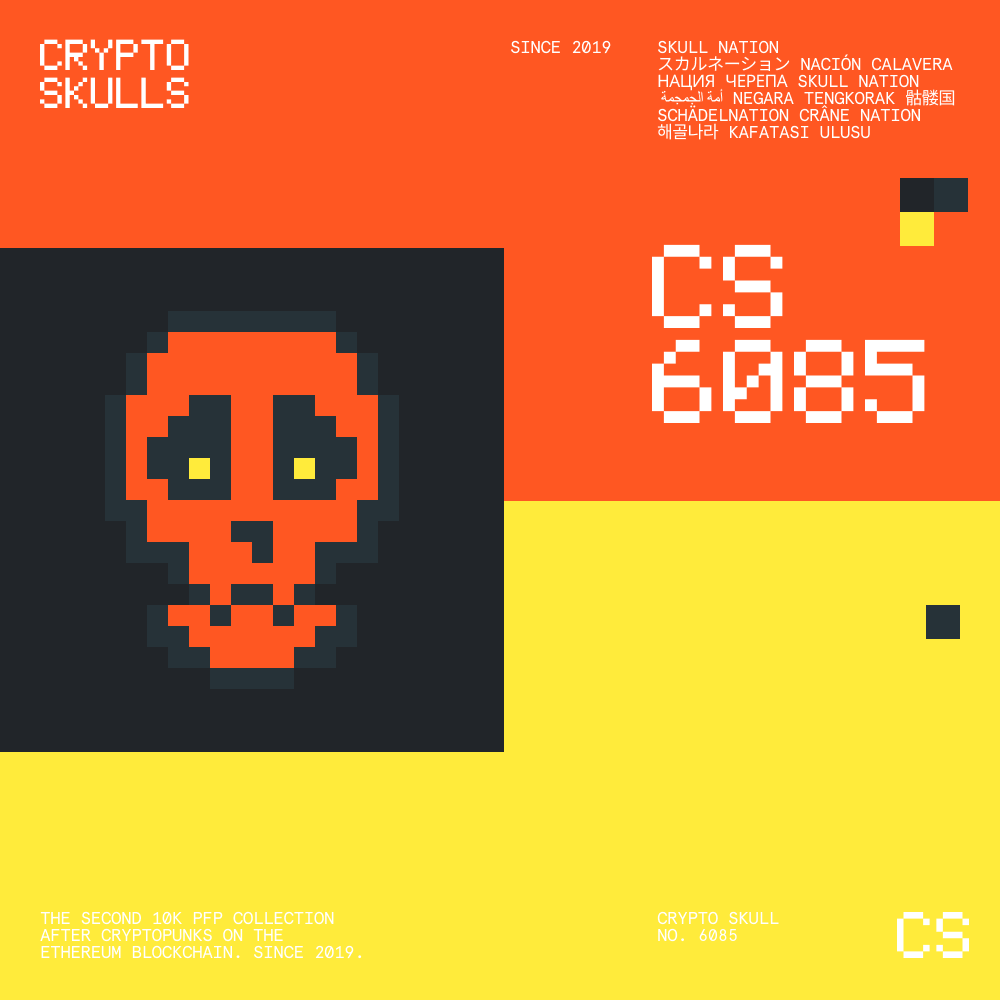 CRYPTO
SKULLS
SINCE 2019
SKULL NATION
スカルネーション NACIÓN CALAVERA
НАЦИЯ ЧЕРЕПА SKULL NATION
أمة الجمجمة NEGARA TENGKORAK 骷髅国
SCHÄDELNATION CRÂNE NATION
해골나라 KAFATASI ULUSU
CS
6085
THE SECOND 10K PFP COLLECTION
AFTER CRYPTOPUNKS ON THE
ETHEREUM BLOCKCHAIN. SINCE 2019.
CRYPTO SKULL
NO. 6085
CS